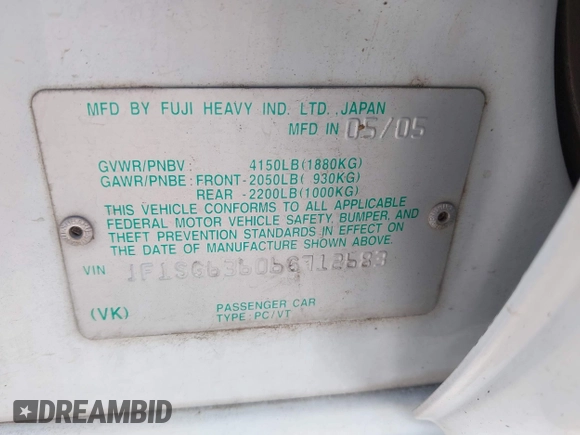 MFD BY FUJI HEAVY IND. LTD., JAPAN
MFD IN 05/05
GVWR/PNBV : 4150LB(1880KG)
GAWR/PNBE : FRONT-2050LB( 930KG)
REAR -2200LB(1000KG)
THIS VEHICLE CONFORMS TO ALL APPLICABLE
FEDERAL MOTOR VEHICLE SAFETY, BUMPER, AND
THEFT PREVENTION STANDARDS IN EFFECT ON
THE DATE OF MANUFACTURE SHOWN ABOVE.
VIN
(VK)
PASSENGER CAR
TYPE: PC/VT
DREAMBID